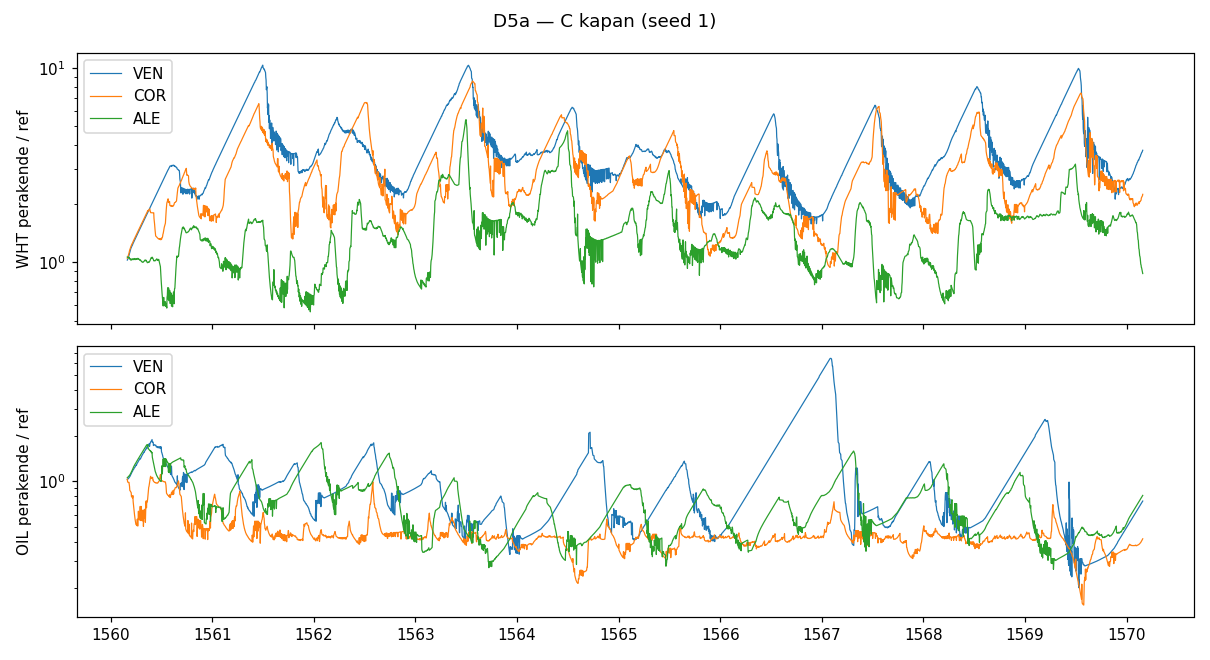 D5a — C kapan (seed 1)
WHT perakende / ref
10¹
10⁰
VEN
COR
ALE
OIL perakende / ref
10⁰
VEN
COR
ALE
1560 1561 1562 1563 1564 1565 1566 1567 1568 1569 1570